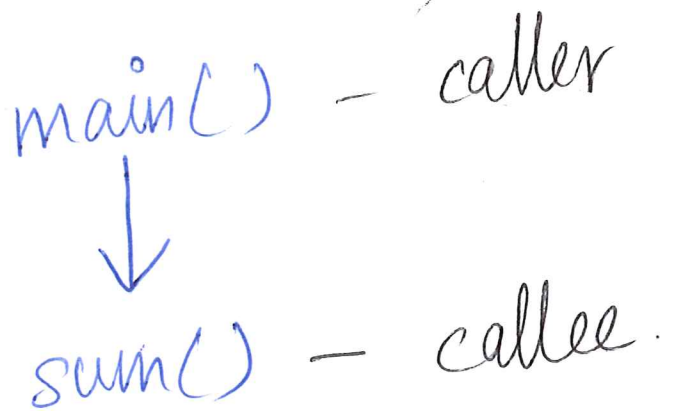 main() - caller
sum() - callee.